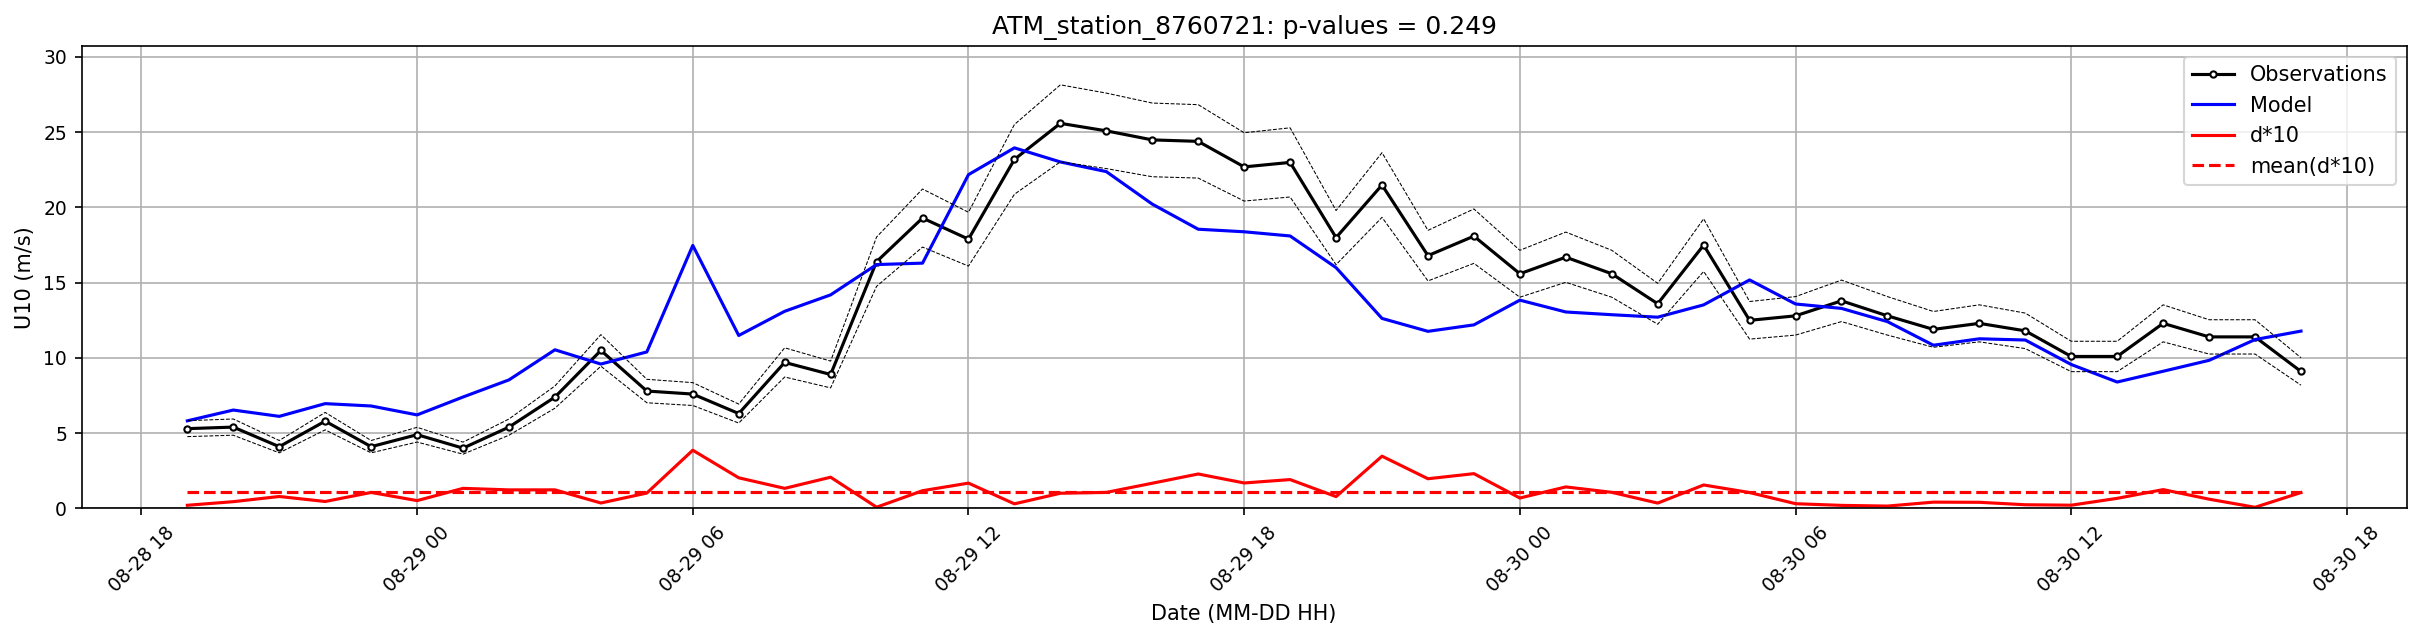 ATM_station_8760721: p-values = 0.249
30
25
20
15
10
5
0
U10 (m/s)
Observations
Model
d*10
mean(d*10)
08-28 18
08-29 00
08-29 06
08-29 12
08-29 18
08-30 00
08-30 06
08-30 12
08-30 18
Date (MM-DD HH)